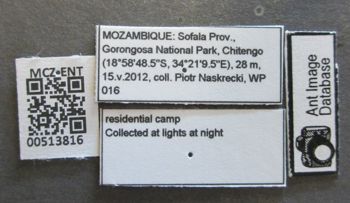 MCZ-ENT
00513816
MOZAMBIQUE: Sofala Prov.,
Gorongosa National Park, Chitengo
(18°58'48.5"S, 34°21'9.5"E), 28 m,
15.v.2012, coll. Piotr Naskrecki, WP
016
residential camp
Collected at lights at night
Ant Image
Database